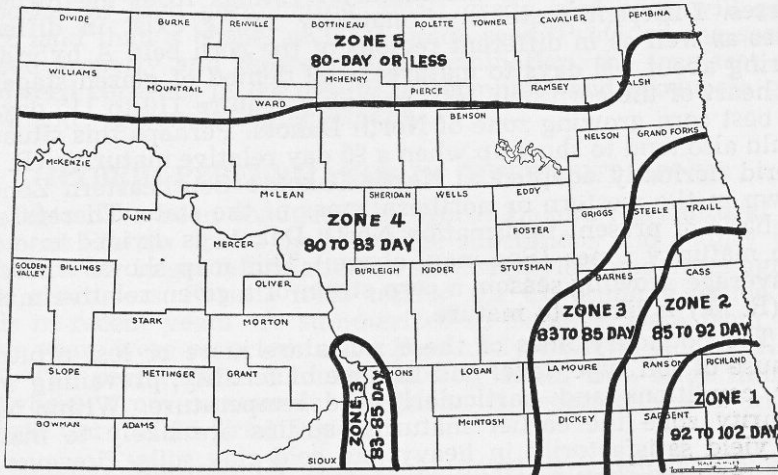 DIVIDE BURKE RENVILLE BOTTINEAU ROLETTE TOWNER CAVALIER PEMBINA
ZONE 5
80-DAY OR LESS
WILLIAMS MOUNTRAIL WARD McHENRY PIERCE RAMSEY WALSH
BENSON
NELSON GRAND FORKS
McKENZIE
McLEAN SHERIDAN WELLS EDDY
DUNN MERCER ZONE 4 FOSTER GRIGGS STEELE TRAILL
80 TO 83 DAY
GOLDEN VALLEY BILLINGS OLIVER BURLEIGH KIDDER STUTSMAN BARNES CASS
STARK MORTON
ZONE 3
83 TO 85 DAY
ZONE 2
85 TO 92 DAY
SLOPE HETTINGER GRANT EMMONS LOGAN LA MOURE RANSOM RICHLAND
ZONE 3
83-85 DAY
BOWMAN ADAMS SIOUX McINTOSH DICKEY SARGENT
ZONE 1
92 TO 102 DAY